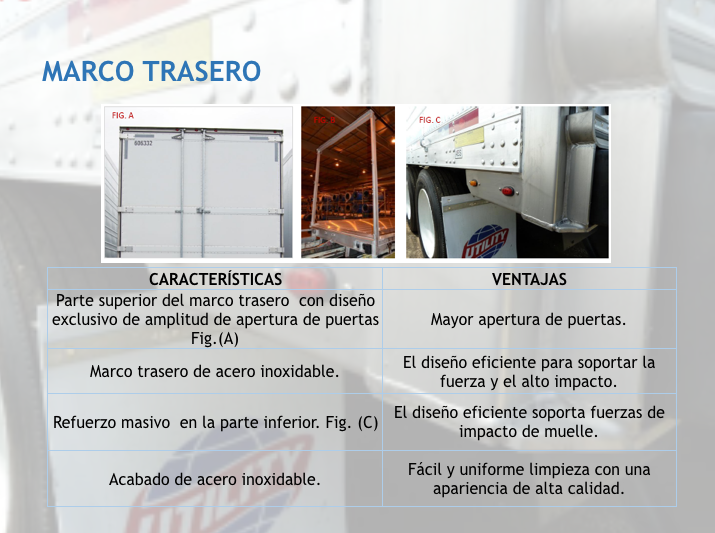 MARCO TRASERO
FIG. A
FIG. C
606332
UTILITY
CARACTERÍSTICAS
VENTAJAS
Parte superior del marco trasero con diseño
exclusivo de amplitud de apertura de puertas
Fig.(A)
Mayor apertura de puertas.
Marco trasero de acero inoxidable.
El diseño eficiente para soportar la
fuerza y el alto impacto.
Refuerzo masivo en la parte inferior. Fig. (C)
El diseño eficiente soporta fuerzas de
impacto de muelle.
Acabado de acero inoxidable.
Fácil y uniforme limpieza con una
apariencia de alta calidad.